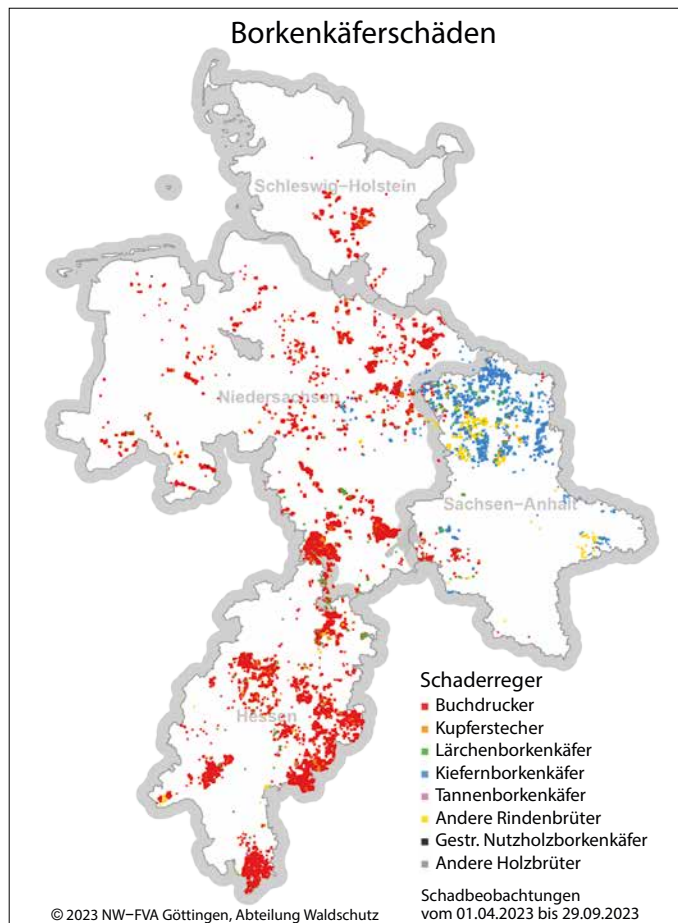 Borkenkäferschäden
Schleswig−Holstein
Niedersachsen
Sachsen−Anhalt
Hessen
Schaderreger
Buchdrucker
Kupferstecher
Lärchenborkenkäfer
Kiefernborkenkäfer
Tannenborkenkäfer
Andere Rindenbrüter
Gestr. Nutzholzborkenkäfer
Andere Holzbrüter
Schadbeobachtungen
vom 01.04.2023 bis 29.09.2023
© 2023 NW−FVA Göttingen, Abteilung Waldschutz